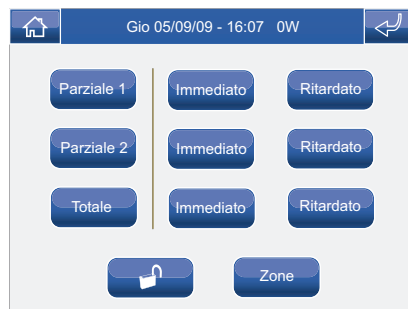 Gio 05/09/09 - 16:07 0W
Parziale 1 Immediato Ritardato
Parziale 2 Immediato Ritardato
Totale Immediato Ritardato
Zone